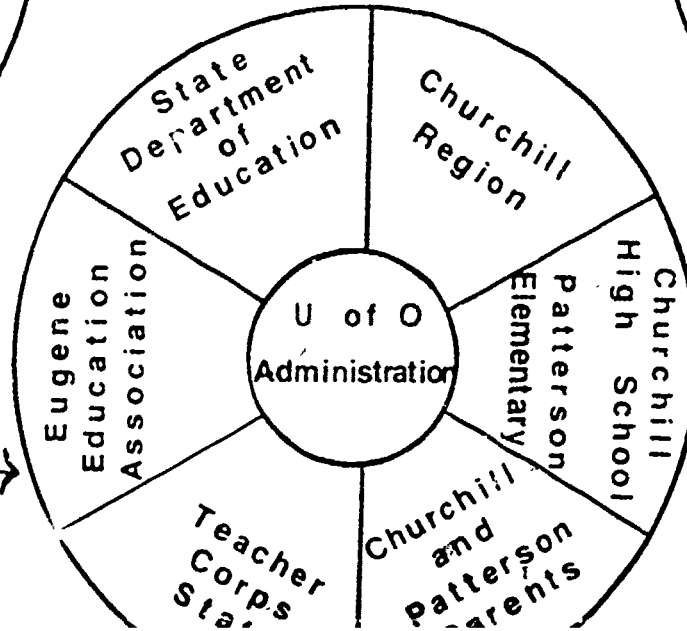 State
Department
of
Education
Churchill
Region
Churchill
High School
Patterson
Elementary
Churchill
and
Patterson
Parents
Teacher
Corps
Eugene
Education
Association
U of O
Administration